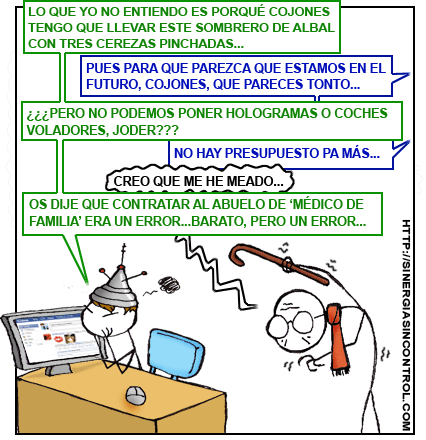 LO QUE YO NO ENTIENDO ES PORQUÉ COJONES
TENGO QUE LLEVAR ESTE SOMBRERO DE ALBAL
CON TRES CEREZAS PINCHADAS...
PUES PARA QUE PAREZCA QUE ESTAMOS EN EL
FUTURO, COJONES, QUE PARECES TONTO...
¿¿¿PERO NO PODEMOS PONER HOLOGRAMAS O COCHES
VOLADORES, JODER???
NO HAY PRESUPUESTO PA MÁS...
CREO QUE ME HE MEADO...
OS DIJE QUE CONTRATAR AL ABUELO DE ‘MÉDICO DE
FAMILIA’ ERA UN ERROR...BARATO, PERO UN ERROR...
HTTP://SINERGIASINCONTROL.COM